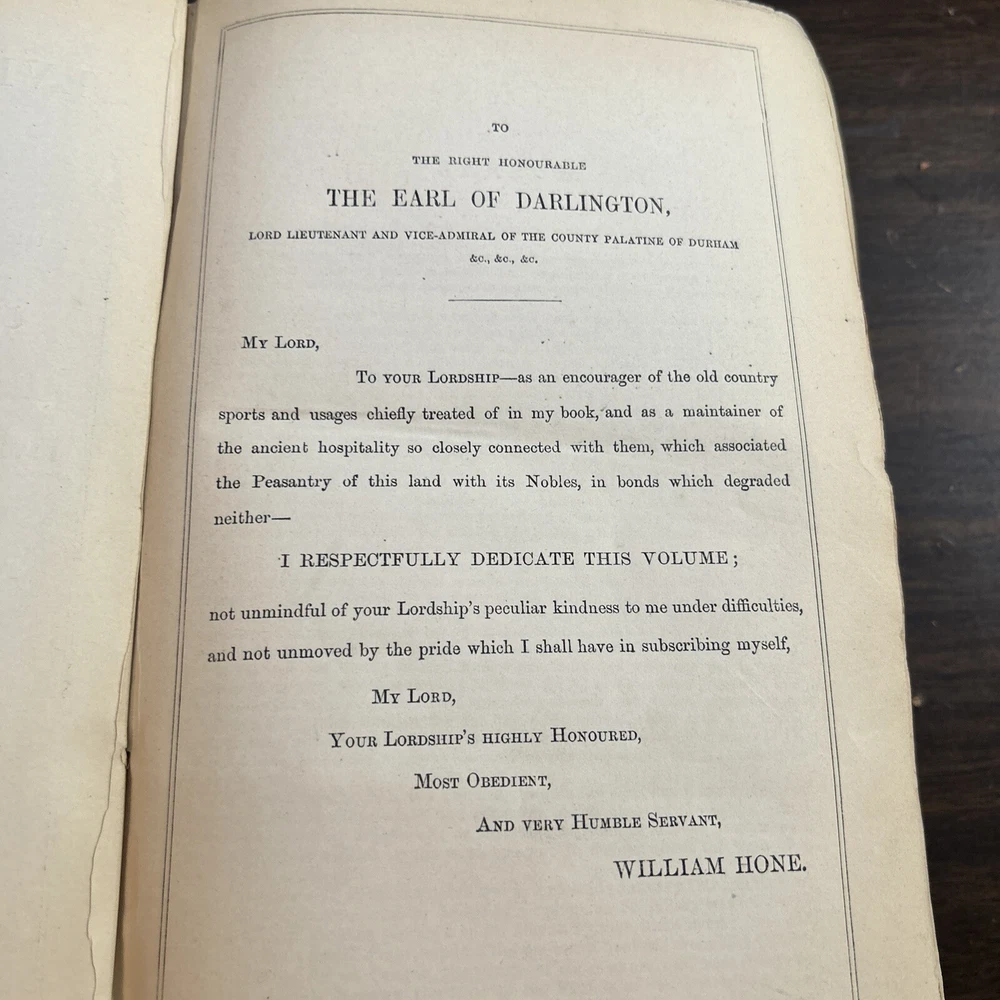 TO
THE RIGHT HONOURABLE
THE EARL OF DARLINGTON,
LORD LIEUTENANT AND VICE-ADMIRAL OF THE COUNTY PALATINE OF DURHAM
&C., &C., &C.
MY LORD,
TO YOUR LORDSHIP—as an encourager of the old country
sports and usages chiefly treated of in my book, and as a maintainer of
the ancient hospitality so closely connected with them, which associated
the Peasantry of this land with its Nobles, in bonds which degraded
neither—
I RESPECTFULLY DEDICATE THIS VOLUME;
not unmindful of your Lordship's peculiar kindness to me under difficulties,
and not unmoved by the pride which I shall have in subscribing myself,
MY LORD,
YOUR LORDSHIP'S HIGHLY HONOURED,
MOST OBEDIENT,
AND VERY HUMBLE SERVANT,
WILLIAM HONE.